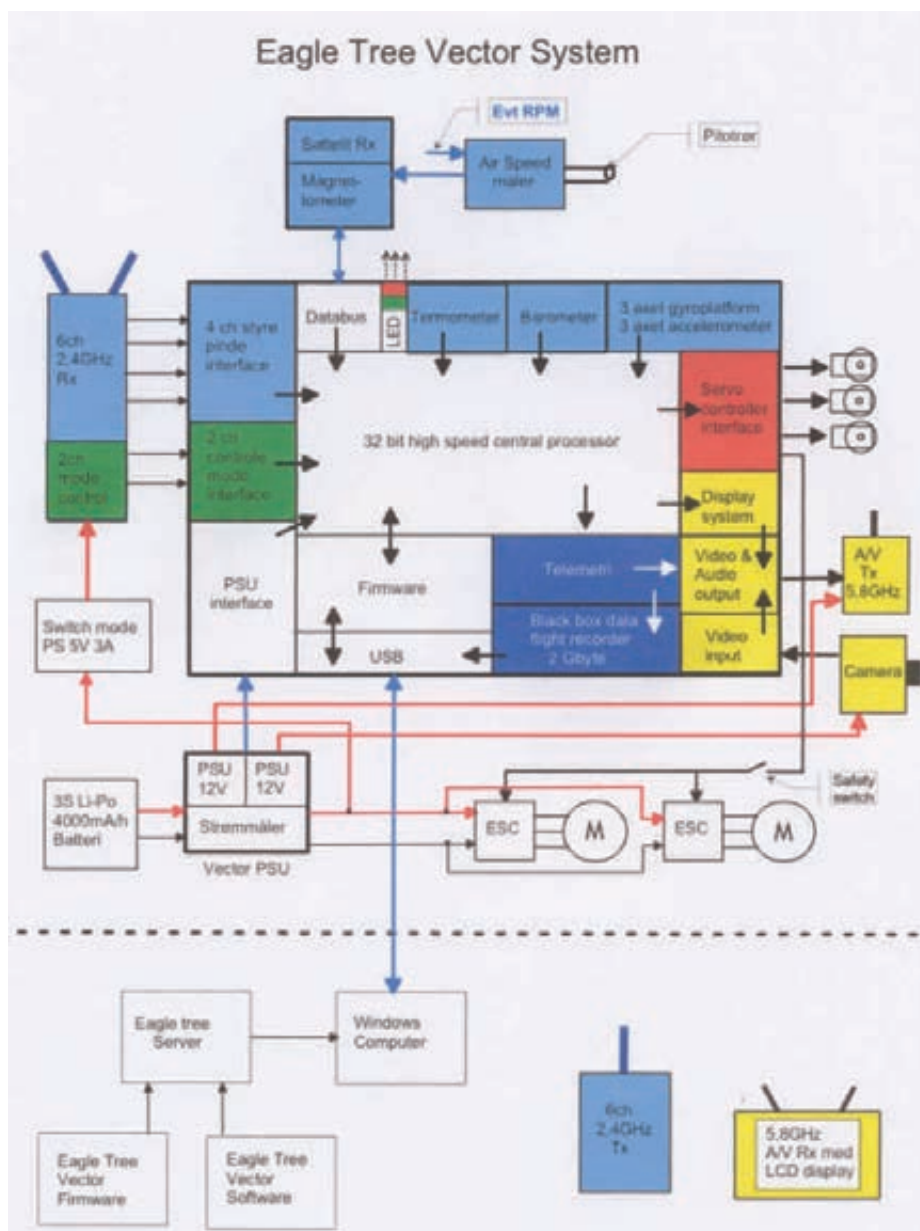 Eagle Tree Vector System
Evt RPM
Pitotrør
Sattelit Rx
Magneto-
tometer
Air Speed
måler
6ch
2,4GHz
Rx
2ch
mode
control
4 ch styre
pinde
interface
2 ch
controle
mode
interface
PSU
interface
Databus
LED
Termometer
Barometer
3 axet gyroplatform
3 axet accelerometer
32 bit high speed central processor
Servo
controller
interface
Display
system
Video &
Audio
output
Video
input
Firmware
USB
Telemetri
Black box data
flight recorder
2 Gbyte
A/V
Tx
5,8GHz
Camera
Switch mode
PS 5V 3A
3S Li-Po
4000mA/h
Batteri
PSU
12V
PSU
12V
Strømmåler
Vector PSU
ESC
M
ESC
M
Safety
switch
Eagle tree
Server
Windows
Computer
Eagle Tree
Vector
Firmware
Eagle Tree
Vector
Software
6ch
2,4GHz
Tx
5,8GHz
A/V Rx med
LCD display